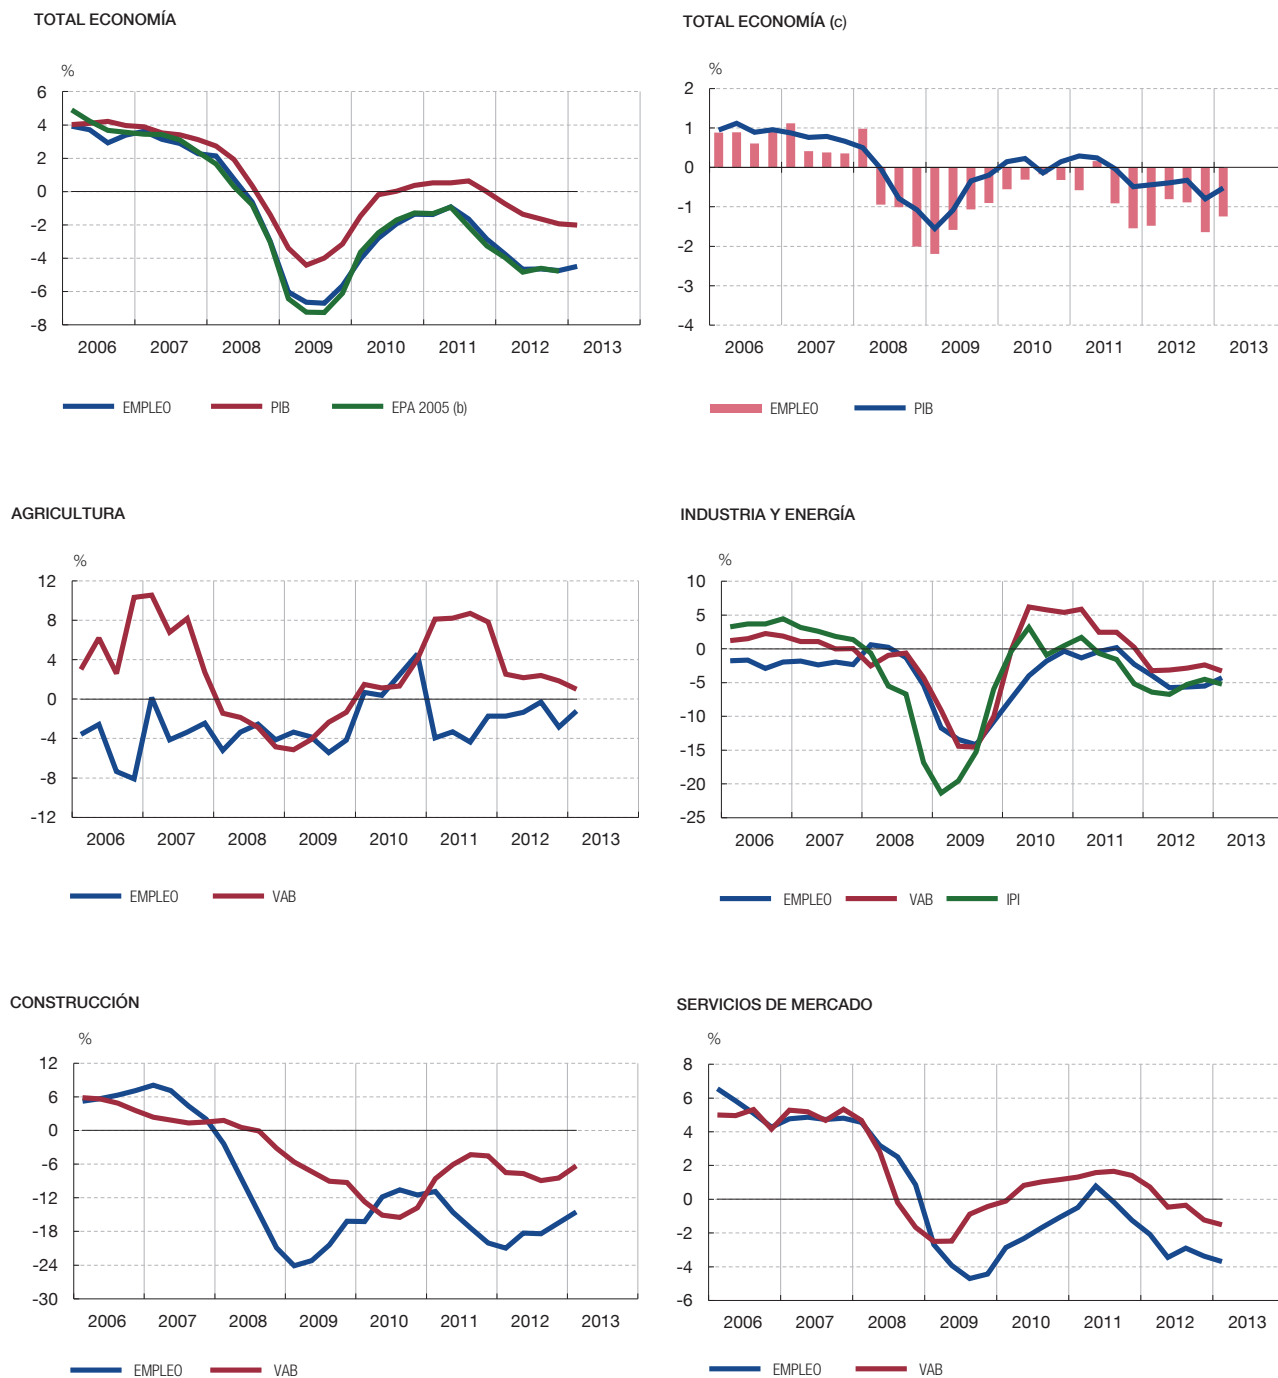 TOTAL ECONOMÍA
%
6
4
2
0
-2
-4
-6
-8
2006 2007 2008 2009 2010 2011 2012 2013
EMPLEO PIB EPA 2005 (b)
TOTAL ECONOMÍA (c)
%
2
1
0
-1
-2
-3
-4
2006 2007 2008 2009 2010 2011 2012 2013
EMPLEO PIB
AGRICULTURA
%
12
8
4
0
-4
-8
-12
2006 2007 2008 2009 2010 2011 2012 2013
EMPLEO VAB
INDUSTRIA Y ENERGÍA
%
10
5
0
-5
-10
-15
-20
-25
2006 2007 2008 2009 2010 2011 2012 2013
EMPLEO VAB IPI
CONSTRUCCIÓN
%
12
6
0
-6
-12
-18
-24
-30
2006 2007 2008 2009 2010 2011 2012 2013
EMPLEO VAB
SERVICIOS DE MERCADO
%
8
6
4
2
0
-2
-4
-6
2006 2007 2008 2009 2010 2011 2012 2013
EMPLEO VAB